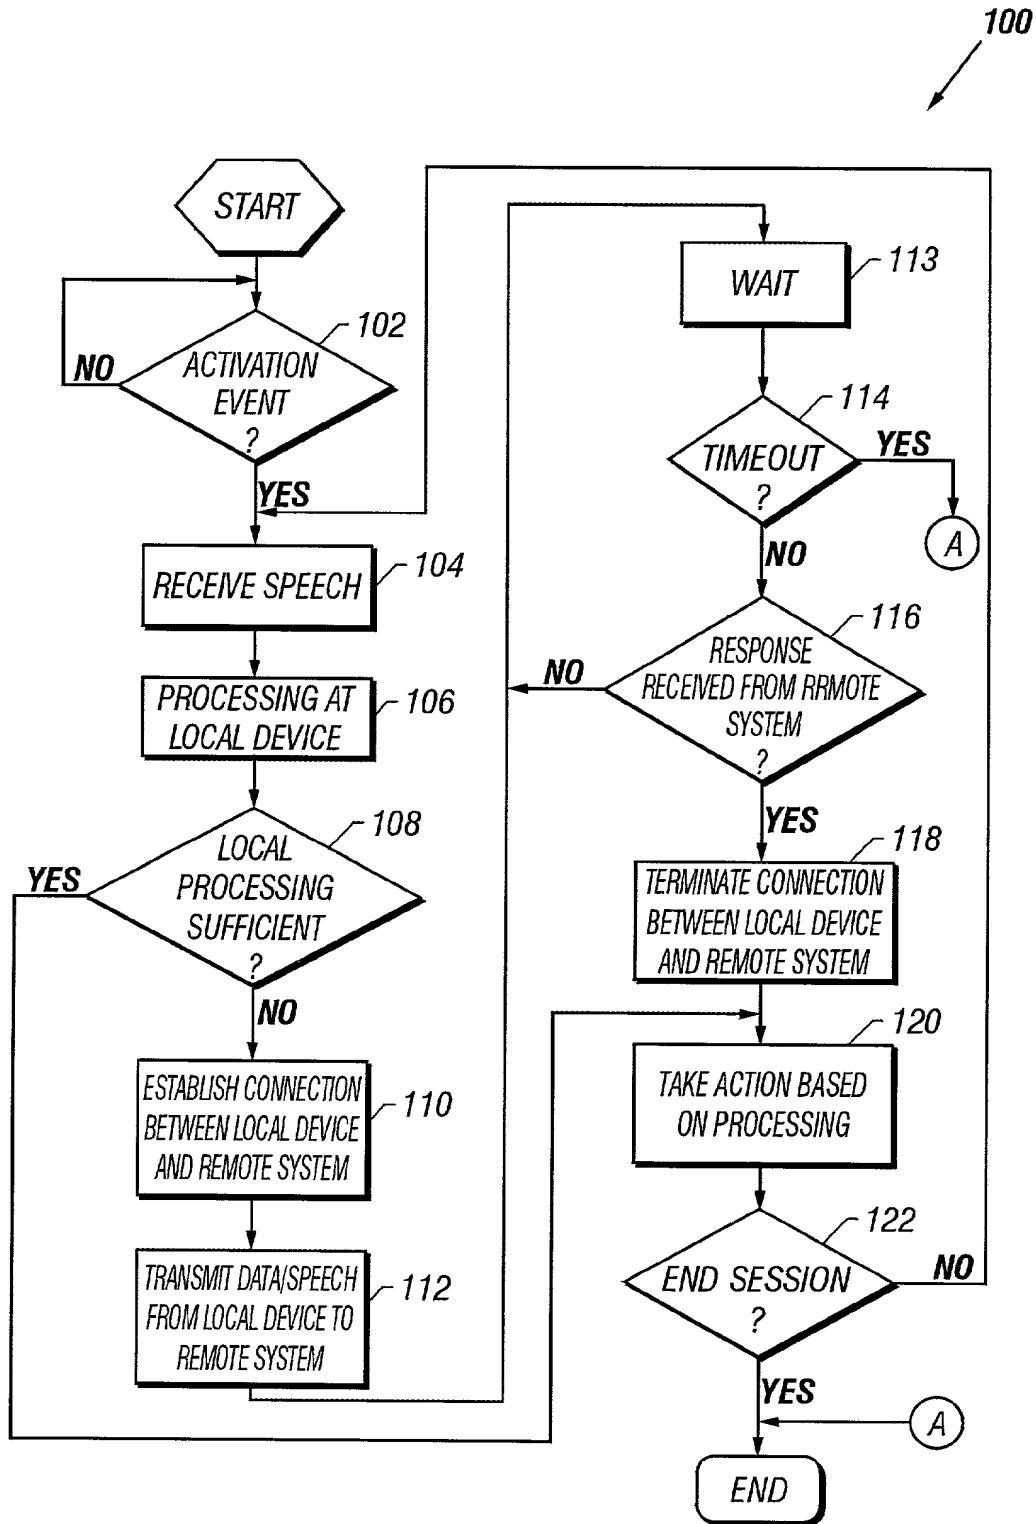 100
START
102
ACTIVATION
EVENT
?
NO
YES
RECEIVE SPEECH
104
PROCESSING AT
LOCAL DEVICE
106
108
LOCAL
PROCESSING
SUFFICIENT
?
YES
NO
ESTABLISH CONNECTION
BETWEEN LOCAL DEVICE
AND REMOTE SYSTEM
110
TRANSMIT DATA/SPEECH
FROM LOCAL DEVICE TO
REMOTE SYSTEM
112
WAIT
113
114
TIMEOUT
?
YES
A
NO
116
RESPONSE
RECEIVED FROM RRMOTE
SYSTEM
?
NO
YES
118
TERMINATE CONNECTION
BETWEEN LOCAL DEVICE
AND REMOTE SYSTEM
120
TAKE ACTION BASED
ON PROCESSING
122
END SESSION
?
NO
YES
A
END